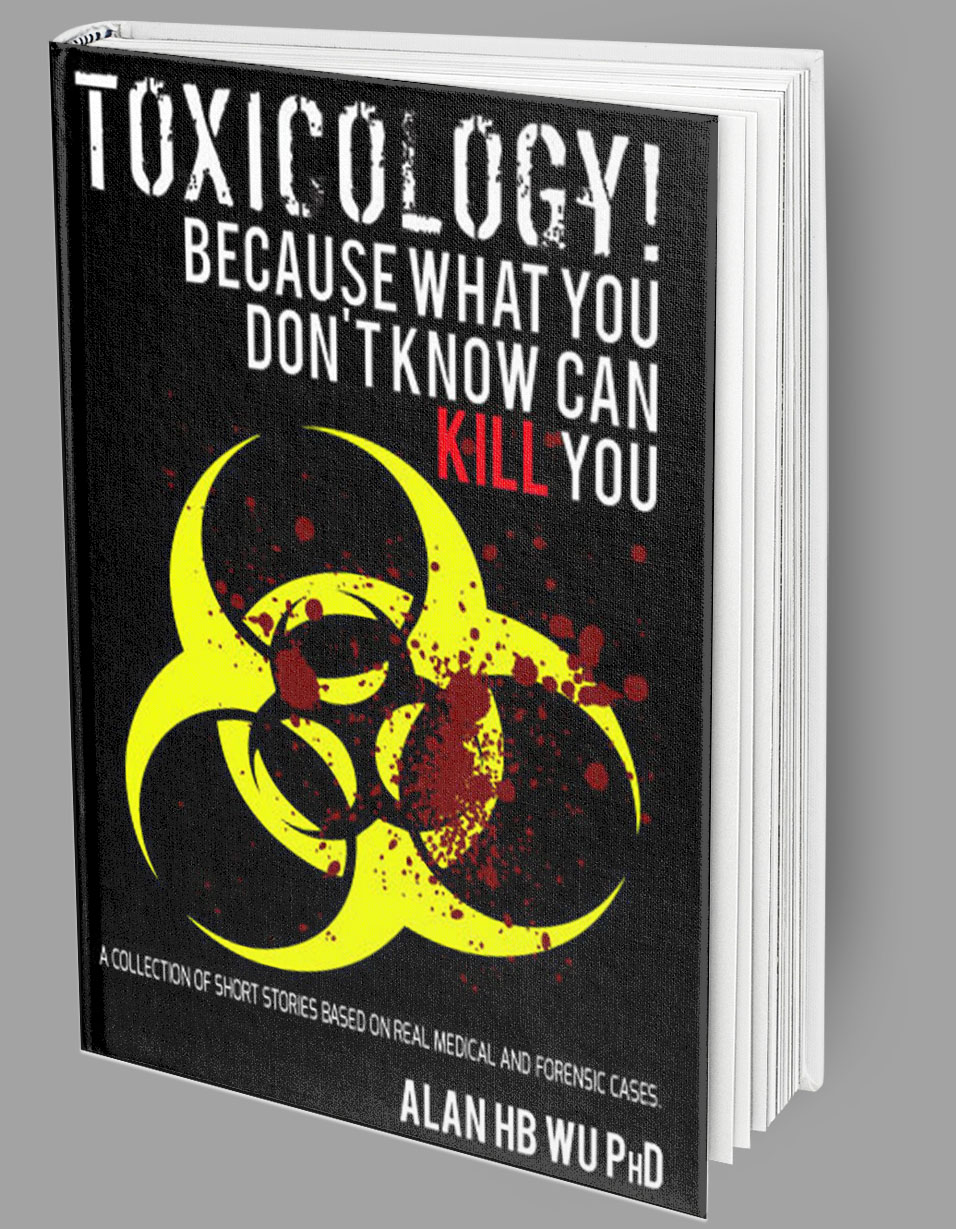 TOXICOLOGY!
BECAUSE WHAT YOU
DON'T KNOW CAN
KILL YOU
A COLLECTION OF SHORT STORIES BASED ON REAL MEDICAL AND FORENSIC CASES.
ALAN HB WU PHD